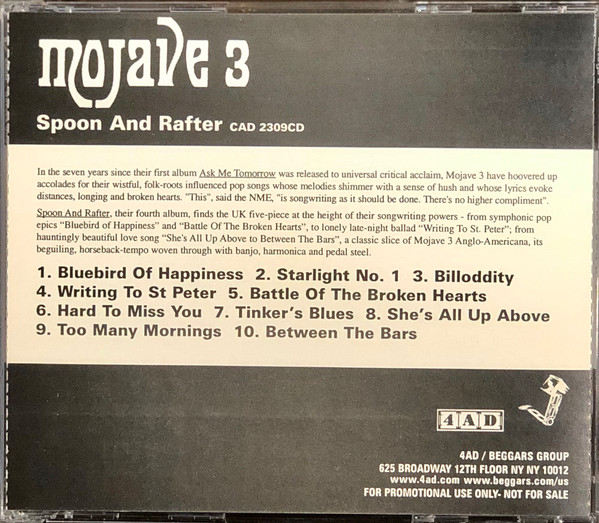 mojave 3
Spoon And Rafter CAD 2309CD
In the seven years since their first album Ask Me Tomorrow was released to universal critical acclaim, Mojave 3 have hoovered up
accolades for their wistful, folk-roots influenced pop songs whose melodies shimmer with a sense of hush and whose lyrics evoke
distances, longing and broken hearts. "This", said the NME, "is songwriting as it should be done. There's no higher compliment".
Spoon And Rafter, their fourth album, finds the UK five-piece at the height of their songwriting powers - from symphonic pop
epics "Bluebird of Happiness" and "Battle Of The Broken Hearts", to lonely late-night ballad "Writing To St. Peter"; from
hauntingly beautiful love song "She's All Up Above to Between The Bars", a classic slice of Mojave 3 Anglo-Americana, its
beguiling, horseback-tempo woven through with banjo, harmonica and pedal steel.
1. Bluebird Of Happiness 2. Starlight No. 1 3. Billoddity
4. Writing To St Peter 5. Battle Of The Broken Hearts
6. Hard To Miss You 7. Tinker's Blues 8. She's All Up Above
9. Too Many Mornings 10. Between The Bars
4AD
4AD / BEGGARS GROUP
625 BROADWAY 12TH FLOOR NY NY 10012
www.4ad.com www.beggars.com/us
FOR PROMOTIONAL USE ONLY- NOT FOR SALE